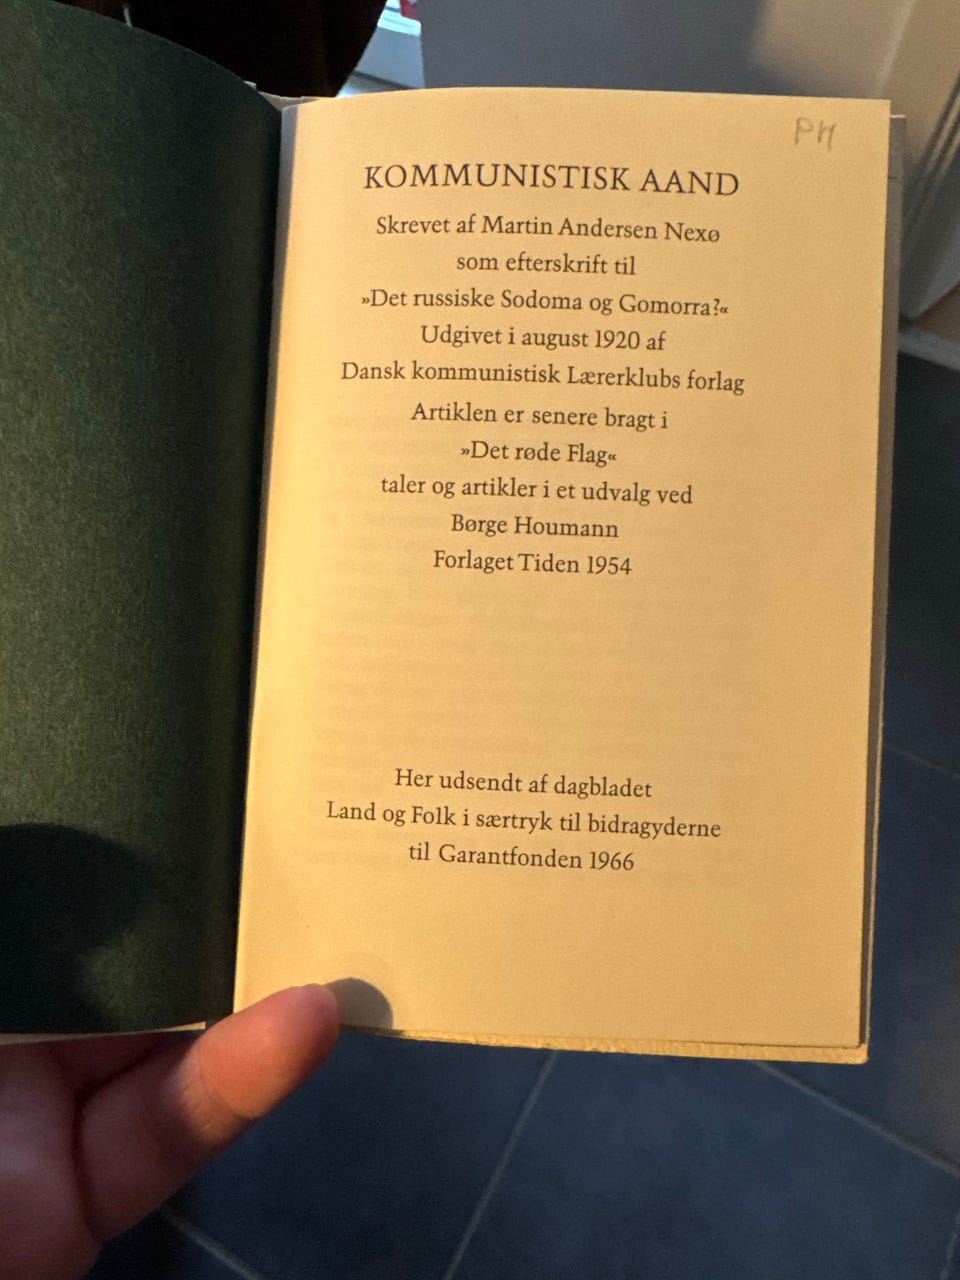 PH
KOMMUNISTISK AAND
Skrevet af Martin Andersen Nexø
som efterskrift til
»Det russiske Sodoma og Gomorra?«
Udgivet i august 1920 af
Dansk kommunistisk Lærerklubs forlag
Artiklen er senere bragt i
»Det røde Flag«
taler og artikler i et udvalg ved
Børge Houmann
Forlaget Tiden 1954
Her udsendt af dagbladet
Land og Folk i særtryk til bidragyderne
til Garantfonden 1966